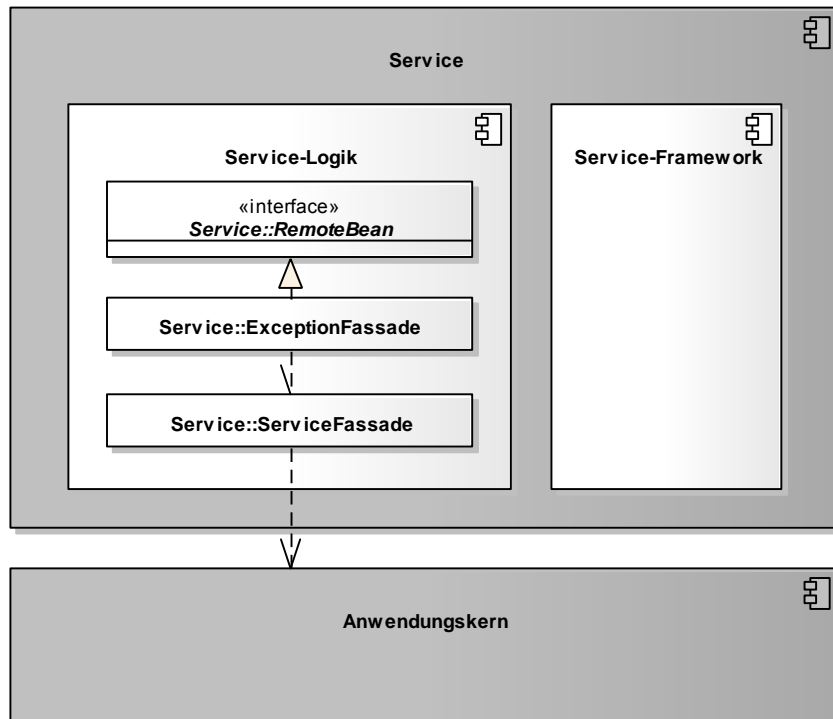 Service
Service-Logik
Service-Framework
«interface»
Service::RemoteBean
Service::ExceptionFassade
Service::ServiceFassade
Anwendungskern